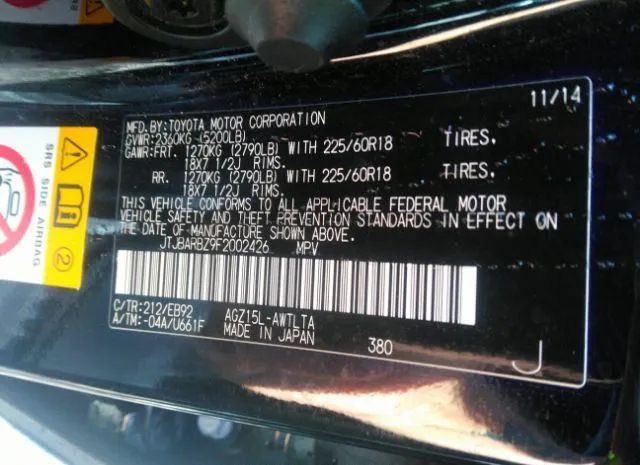 11/14
MFD.BY:TOYOTA MOTOR CORPORATION
GVWR:2360KG (5200LB)
GAWR:FRT. 1270KG (2790LB) WITH 225/60R18 TIRES,
18X7 1/2J RIMS.
RR. 1270KG (2790LB) WITH 225/60R18 TIRES,
18X7 1/2J RIMS.
THIS VEHICLE CONFORMS TO ALL APPLICABLE FEDERAL MOTOR
VEHICLE SAFETY AND THEFT PREVENTION STANDARDS IN EFFECT ON
THE DATE OF MANUFACTURE SHOWN ABOVE.
JTJBARBZ9F2002426 MPV
C/TR:212/EB92 AGZ15L-AWTLTA
A/TM:-04A/U661F MADE IN JAPAN 380
J
SRS SIDE AIRBAG
2